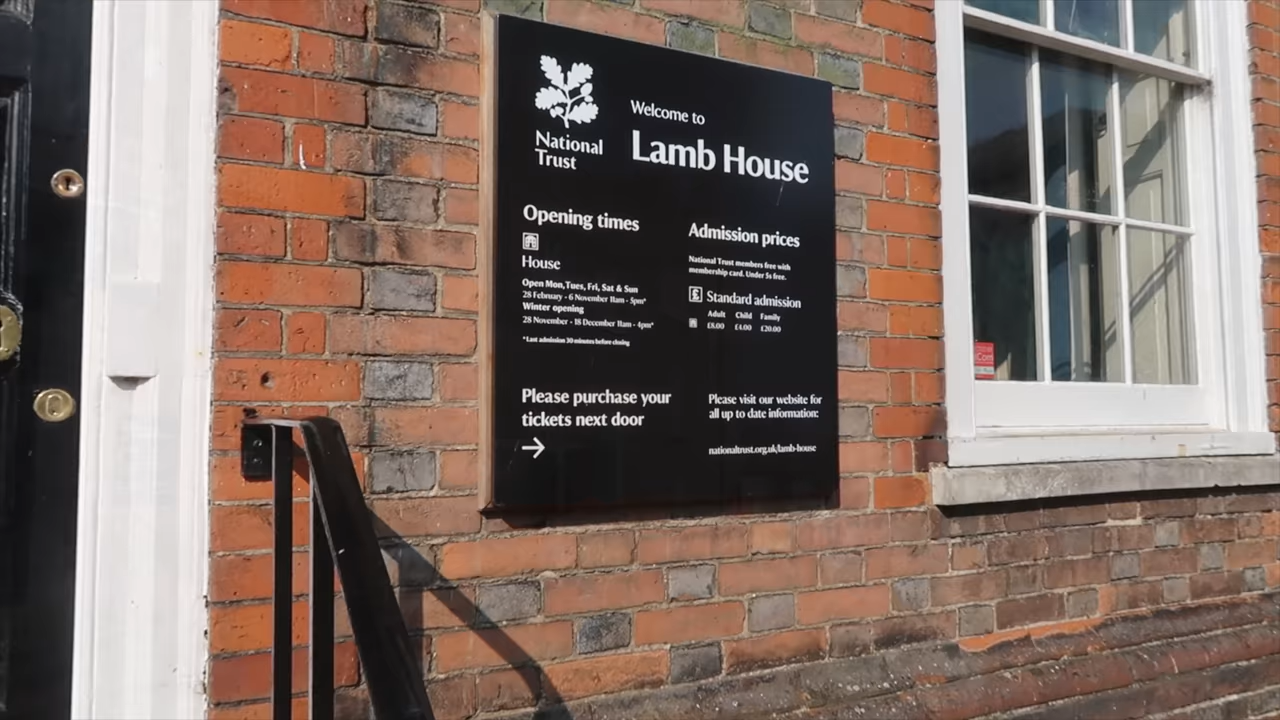 National
Trust
Welcome to
Lamb House
Opening times
House
Open Mon, Tues, Fri, Sat & Sun
28 February - 6 November 11am - 5pm*
Winter opening
28 November - 18 December 11am - 4pm*
*Last admission 30 minutes before closing
Admission prices
National Trust members free with
membership card. Under 5s free.
£ Standard admission
Adult Child Family
£8.00 £4.00 £20.00
Please purchase your
tickets next door
→
Please visit our website for
all up to date information:
nationaltrust.org.uk/lamb-house